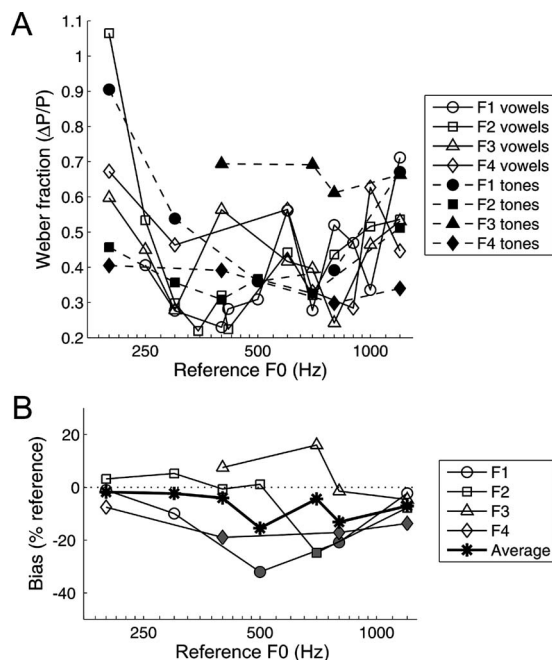 A
Weber fraction (ΔP/P)
1.1
1
0.9
0.8
0.7
0.6
0.5
0.4
0.3
0.2
250
500
1000
Reference F0 (Hz)
F1 vowels
F2 vowels
F3 vowels
F4 vowels
F1 tones
F2 tones
F3 tones
F4 tones
B
Bias (% reference)
20
0
-20
-40
250
500
1000
Reference F0 (Hz)
F1
F2
F3
F4
Average